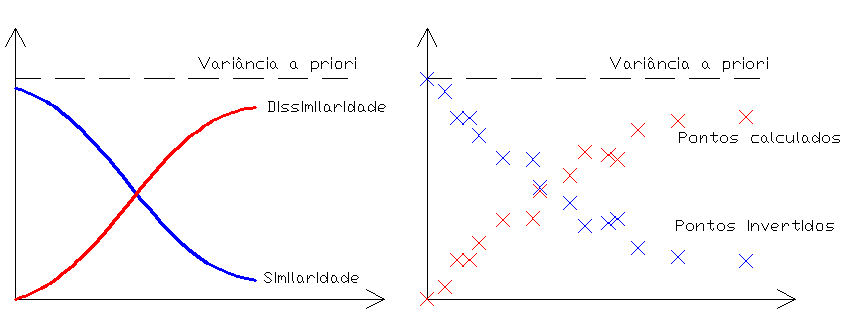 Variância a priori
Dissimilaridade
Similaridade
Variância a priori
Pontos calculados
Pontos invertidos